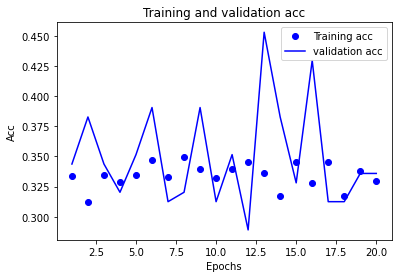 Training and validation acc
Training acc
validation acc
0.450
0.425
0.400
0.375
0.350
0.325
0.300
Acc
2.5 5.0 7.5 10.0 12.5 15.0 17.5 20.0
Epochs